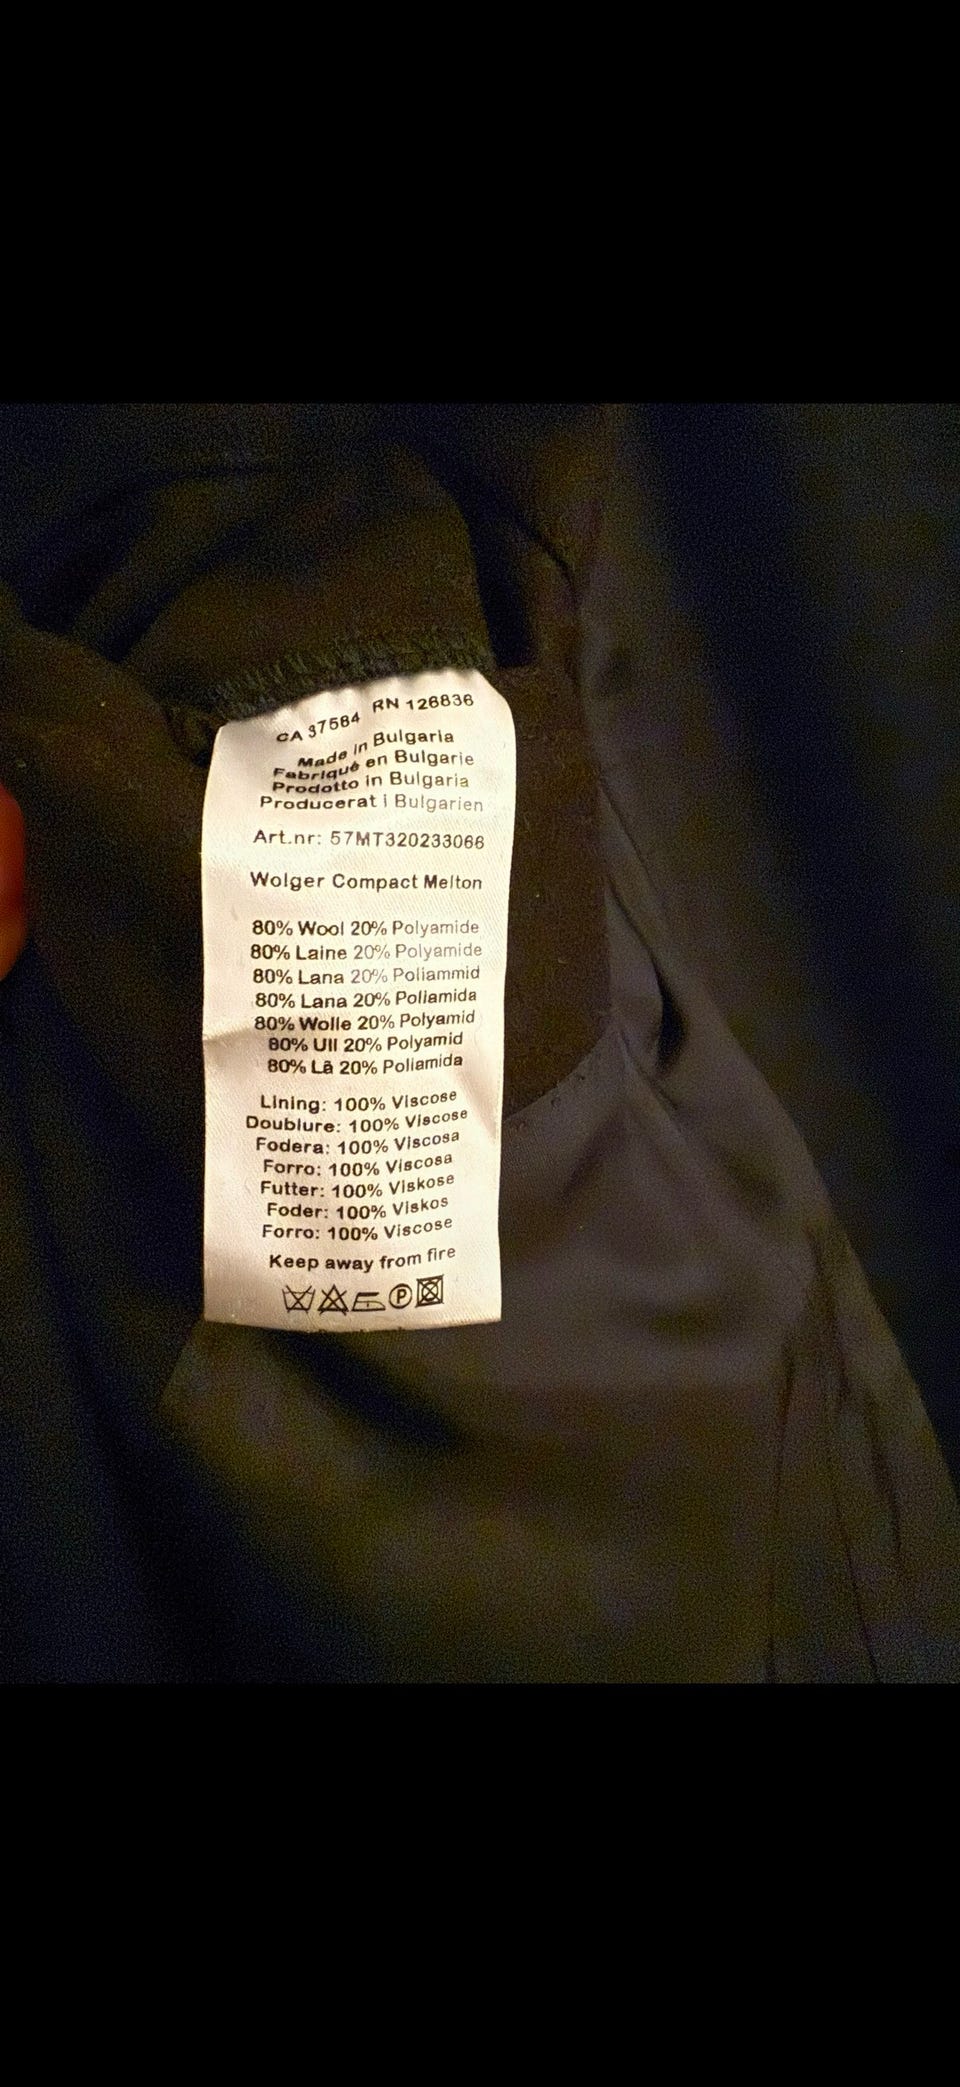 CA 37564 RN 126836
Made in Bulgaria
Fabriqué en Bulgarie
Prodotto in Bulgaria
Producerat i Bulgarien
Art.nr: 57MT320233066
Wolger Compact Melton
80% Wool 20% Polyamide
80% Laine 20% Polyamide
80% Lana 20% Poliammid
80% Lana 20% Poliamida
80% Wolle 20% Polyamid
80% Ull 20% Polyamid
80% Lã 20% Poliamida
Lining: 100% Viscose
Doublure: 100% Viscose
Fodera: 100% Viscosa
Forro: 100% Viscosa
Futter: 100% Viskose
Foder: 100% Viskos
Forro: 100% Viscose
Keep away from fire
P